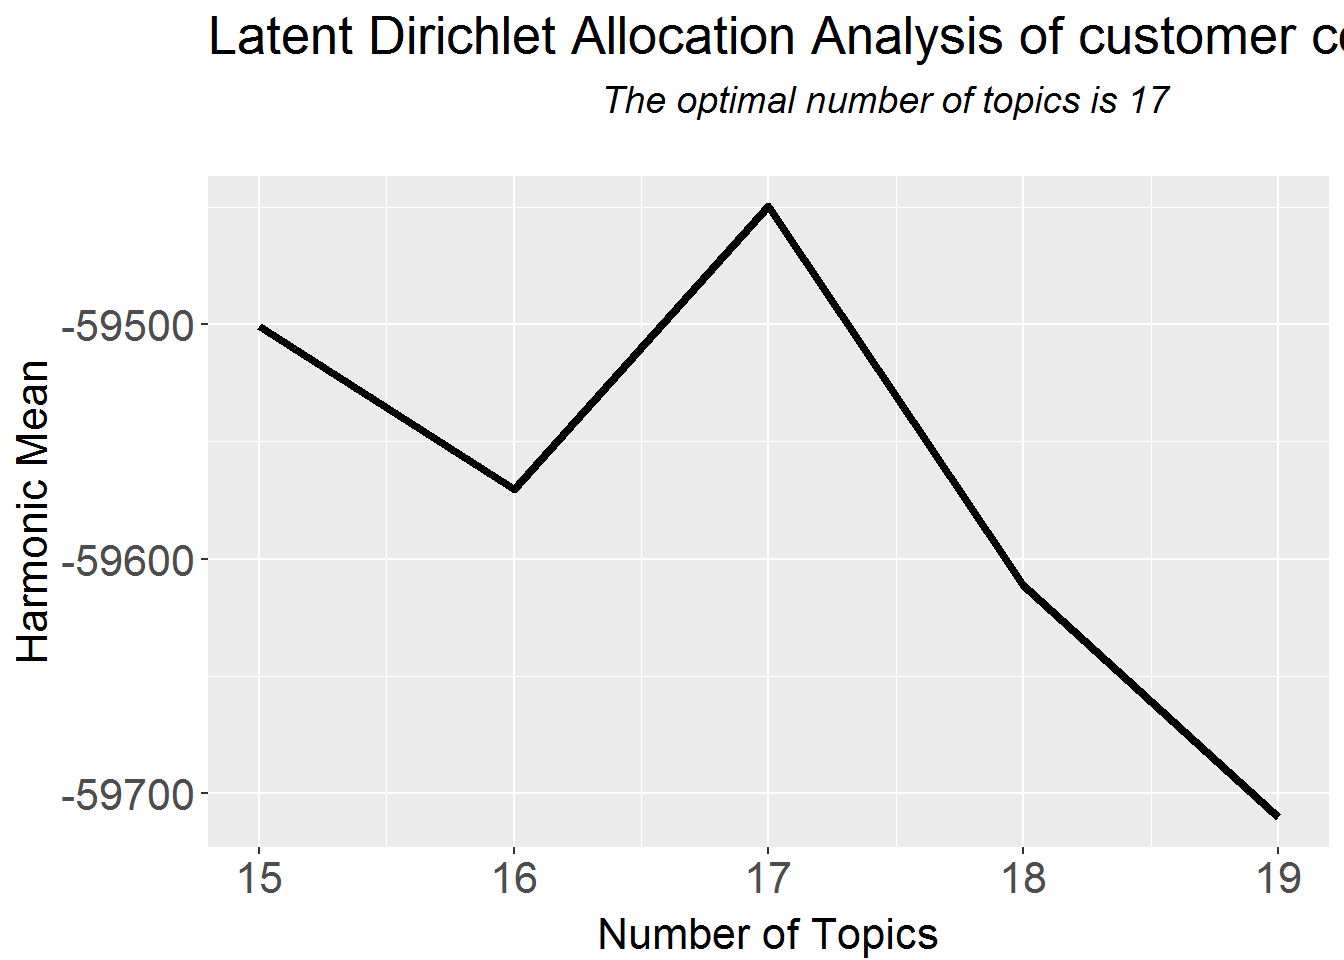 Latent Dirichlet Allocation Analysis of customer
The optimal number of topics is 17
Harmonic Mean
-59500
-59600
-59700
15 16 17 18 19
Number of Topics